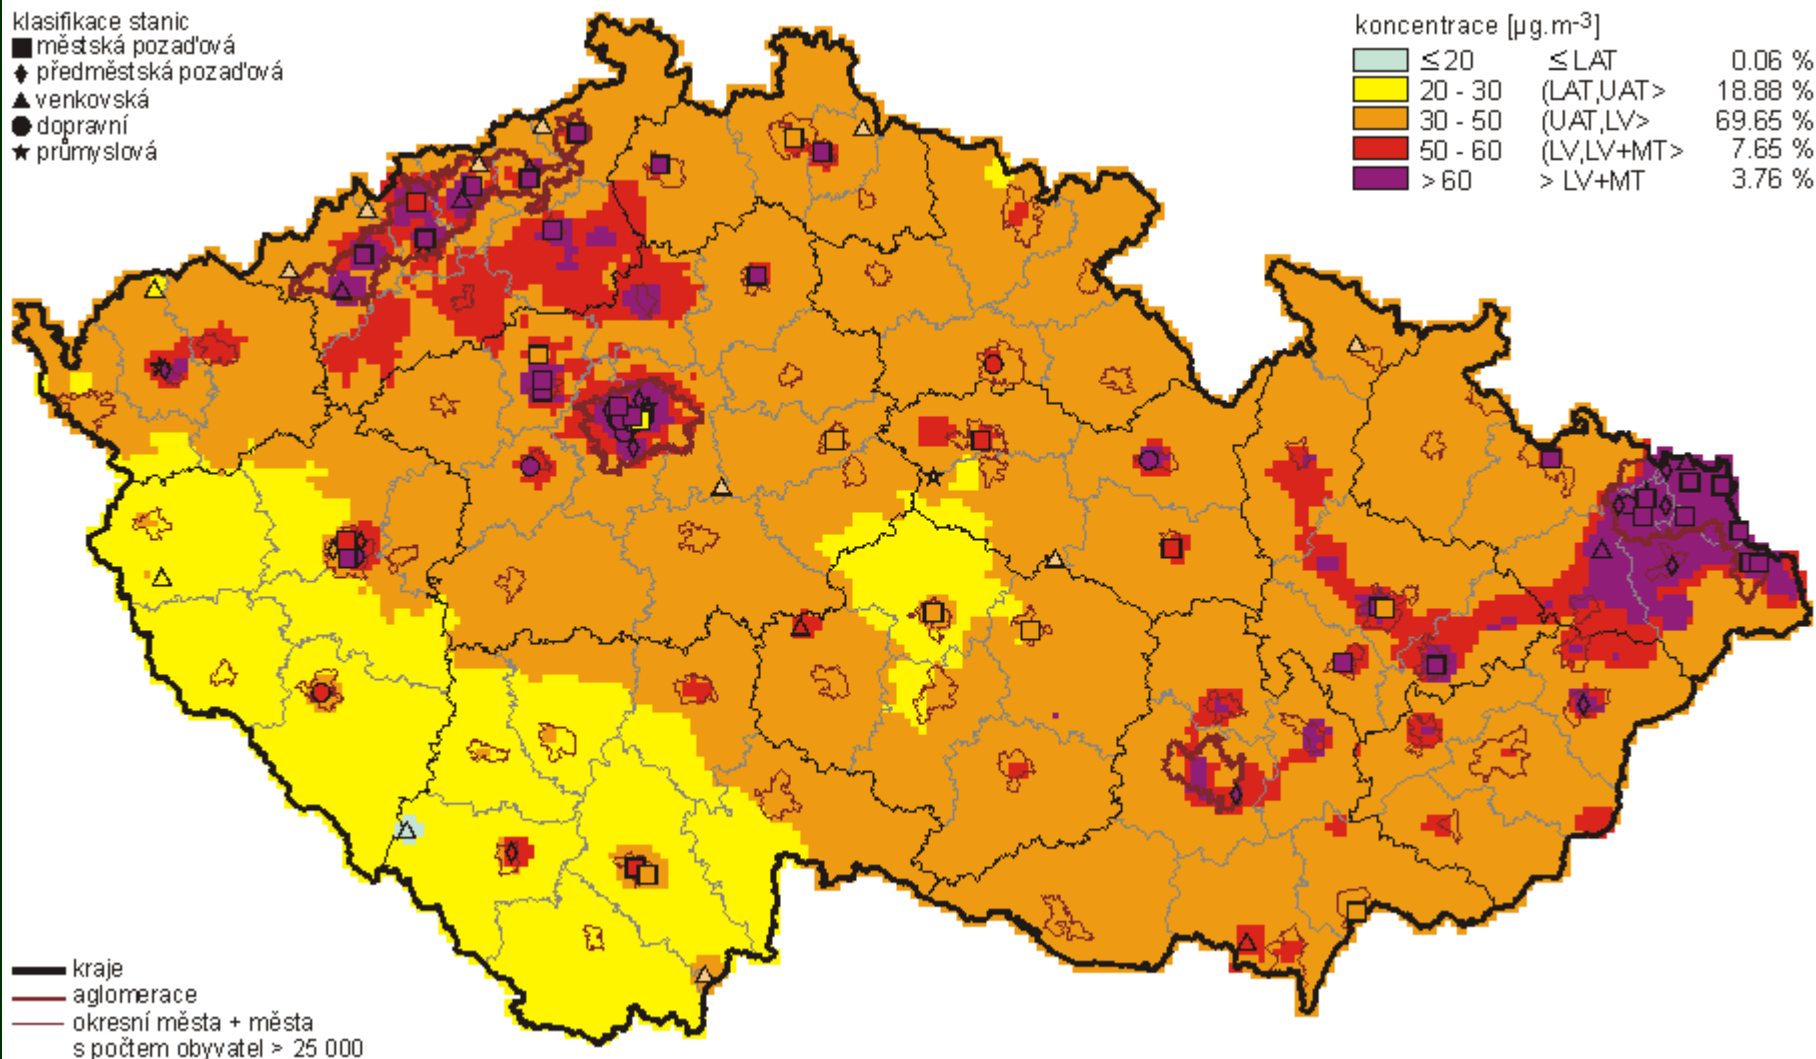 klasifikace stanic
městská pozaďová
předměstská pozaďová
venkovská
dopravní
průmyslová
koncentrace [µg.m-3]
≤20 ≤LAT 0.06 %
20 - 30 (LAT,UAT> 18.88 %
30 - 50 (UAT,LV> 69.65 %
50 - 60 (LV,LV+MT> 7.65 %
>60 > LV+MT 3.76 %
kraje
aglomerace
okresní města + města
s počtem obyvatel > 25 000